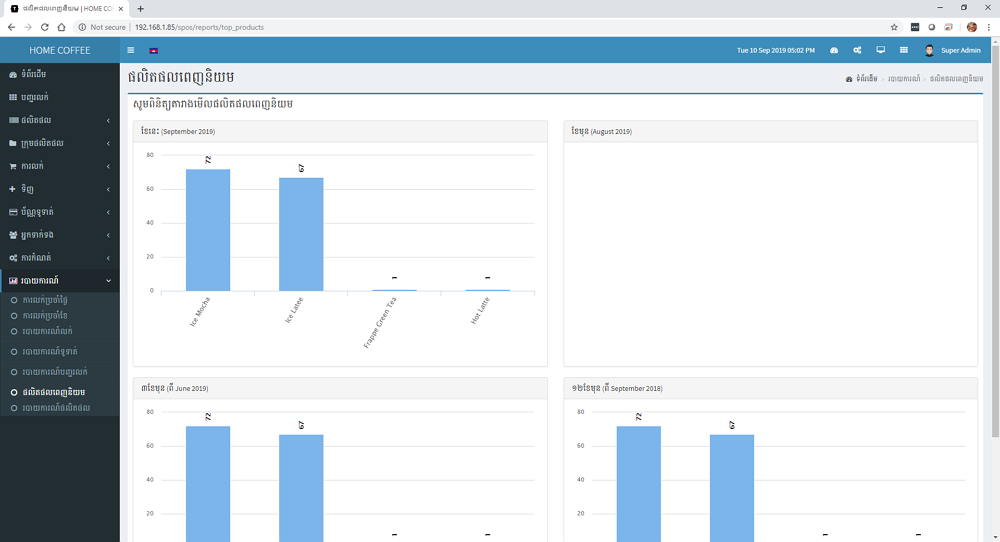 ផលិតផលពេញនិយម | HOME COF
Not secure | 192.168.1.85/spos/reports/top_products
HOME COFFEE
Tue 10 Sep 2019 05:02 PM
Super Admin
ទំព័រដើម
បញ្ជរលក់
ផលិតផល
ក្រុមផលិតផល
ការលក់
ទិញ
ប័ណ្ណទូទាត់
អ្នកទាក់ទង
ការកំណត់
របាយការណ៍
ការលក់ប្រចាំថ្ងៃ
ការលក់ប្រចាំខែ
របាយការណ៍លក់
របាយការណ៍ទូទាត់
របាយការណ៍បញ្ជរលក់
ផលិតផលពេញនិយម
របាយការណ៍ផលិតផល
ផលិតផលពេញនិយម
ទំព័រដើម > របាយការណ៍ > ផលិតផលពេញនិយម
សូមពិនិត្យតារាងមើលផលិតផលពេញនិយម
ខែនេះ (September 2019)
80
60
40
20
0
72
67
1
1
Ice Mocha
Ice Latee
Frappe Green Tea
Hot Latte
ខែមុន (August 2019)
៣ខែមុន (ពី June 2019)
80
60
40
20
72
67
១២ខែមុន (ពី September 2018)
80
60
40
20
72
67